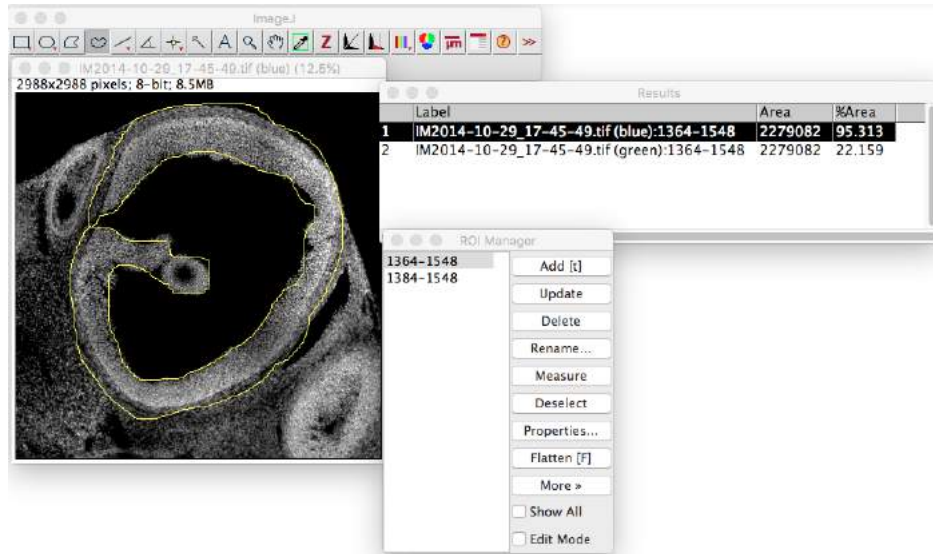 ImageJ
A
Z
µm
?
>>
IM2014-10-29_17-45-49.tif (blue) (12.5%)
2988x2988 pixels; 8-bit; 8.5MB
Results
Label Area %Area
1 IM2014-10-29_17-45-49.tif (blue):1364-1548 2279082 95.313
2 IM2014-10-29_17-45-49.tif (green):1364-1548 2279082 22.159
ROI Manager
1364-1548
1384-1548
Add [t]
Update
Delete
Rename...
Measure
Deselect
Properties...
Flatten [F]
More »
Show All
Edit Mode